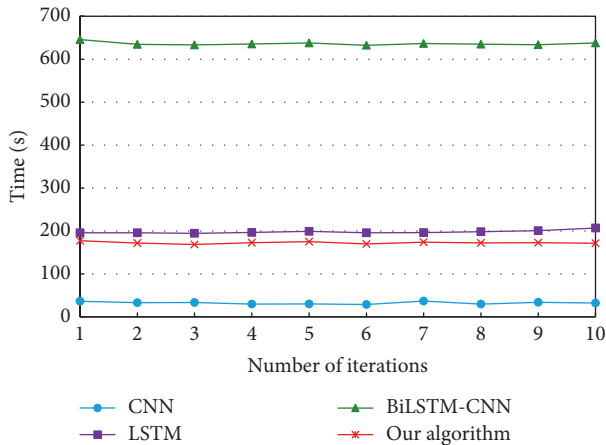 700
600
500
400
300
200
100
0
Time (s)
1 2 3 4 5 6 7 8 9 10
Number of iterations
CNN BiLSTM-CNN
LSTM Our algorithm